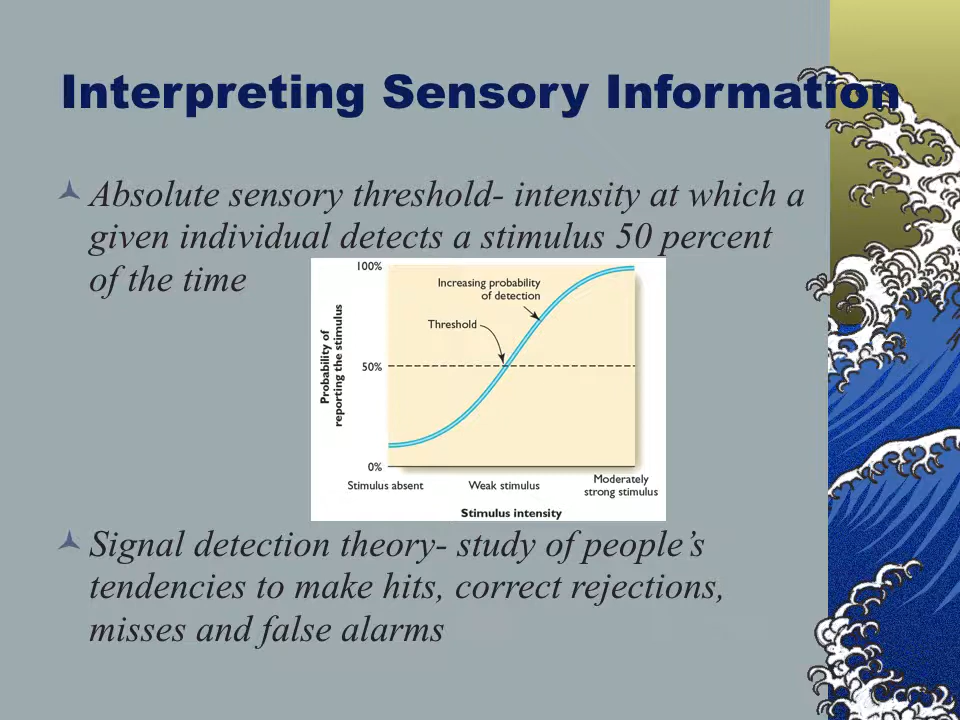 Interpreting Sensory Information
Absolute sensory threshold- intensity at which a
given individual detects a stimulus 50 percent
of the time
100%
Increasing probability
of detection
Threshold
Probability of
reporting the stimulus
50%
0%
Stimulus absent
Weak stimulus
Moderately
strong stimulus
Stimulus intensity
Signal detection theory- study of people’s
tendencies to make hits, correct rejections,
misses and false alarms